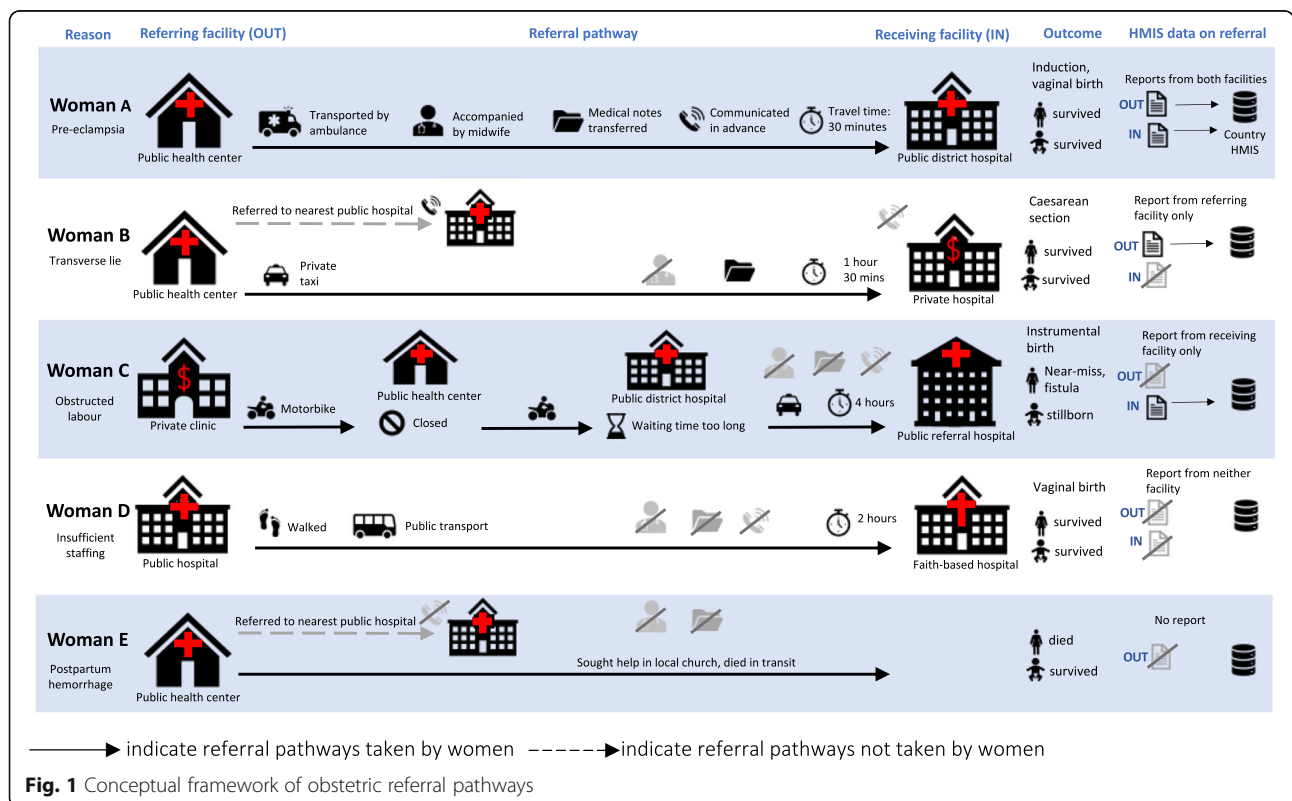 Reason Referring facility (OUT) Referral pathway Receiving facility (IN) Outcome HMIS data on referral
Woman A
Pre-eclampsia
Public health center
Transported by
ambulance
Accompanied
by midwife
Medical notes
transferred
Communicated
in advance
Travel time:
30 minutes
Public district hospital
Induction,
vaginal birth
survived
survived
Reports from both facilities
OUT
IN
Country
HMIS
Woman B
Transverse lie
Public health center
Referred to nearest public hospital
Private
taxi
1 hour
30 mins
$
Private hospital
Caesarean
section
survived
survived
Report from referring
facility only
OUT
IN
Woman C
Obstructed
labour
$
Private clinic
Motorbike
Public health center
Closed
Public district hospital
Waiting time too long
4 hours
Public referral hospital
Instrumental
birth
Near-miss,
fistula
stillborn
Report from receiving
facility only
OUT
IN
Woman D
Insufficient
staffing
Public hospital
Walked
Public transport
2 hours
Faith-based hospital
Vaginal birth
survived
survived
Report from neither
facility
OUT
IN
Woman E
Postpartum
hemorrhage
Public health center
Referred to nearest public hospital
Sought help in local church, died in transit
died
survived
No report
OUT
indicate referral pathways taken by women indicate referral pathways not taken by women
Fig. 1 Conceptual framework of obstetric referral pathways